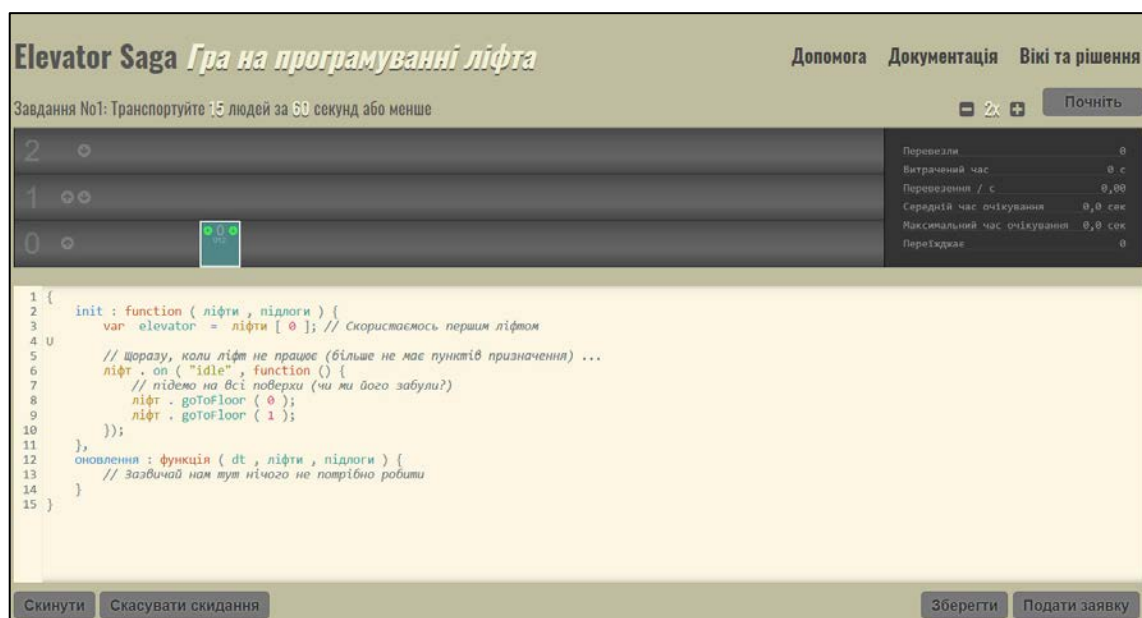 Elevator Saga Гра на програмуванні ліфта
Допомога Документація Вікі та рішення
Завдання No1: Транспортуйте 15 людей за 60 секунд або менше
2x
Почніть
2
1
0
0
Перевезли 0
Витрачений час 0 с
Перевезення / с 0,00
Середній час очікування 0,0 сек
Максимальний час очікування 0,0 сек
Переїжджає 0
1 {
2 init : function ( ліфти , підлоги ) {
3 var elevator = ліфти [ 0 ]; // Скористаємось першим ліфтом
4 U
5 // Щоразу, коли ліфт не працює (більше не має пунктів призначення) ...
6 ліфт . on ( "idle" , function () {
7 // підемо на всі поверхи (чи ми його забули?)
8 ліфт . goToFloor ( 0 );
9 ліфт . goToFloor ( 1 );
10 });
11 },
12 оновлення : функція ( dt , ліфти , підлоги ) {
13 // Зазвичай нам тут нічого не потрібно робити
14 }
15 }
Скинути Скасувати скидання Зберегти Подати заявку